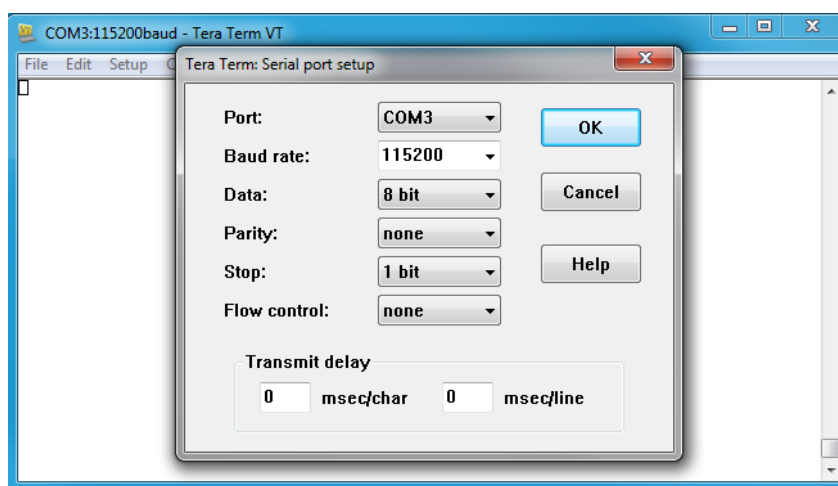 COM3:115200baud - Tera Term VT
File Edit Setup
Tera Term: Serial port setup
Port: COM3
OK
Baud rate: 115200
Data: 8 bit
Cancel
Parity: none
Stop: 1 bit
Help
Flow control: none
Transmit delay
0 msec/char 0 msec/line